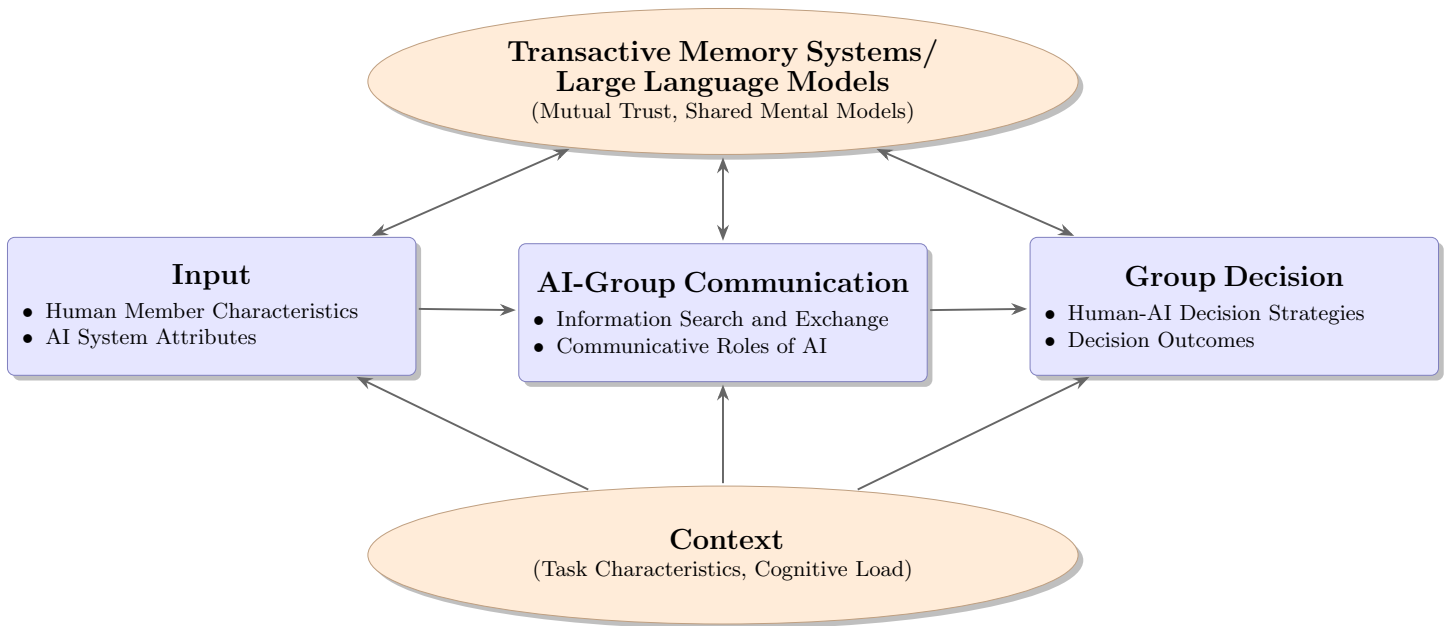 Transactive Memory Systems/
Large Language Models
(Mutual Trust, Shared Mental Models)
Input
• Human Member Characteristics
• AI System Attributes
AI-Group Communication
• Information Search and Exchange
• Communicative Roles of AI
Group Decision
• Human-AI Decision Strategies
• Decision Outcomes
Context
(Task Characteristics, Cognitive Load)